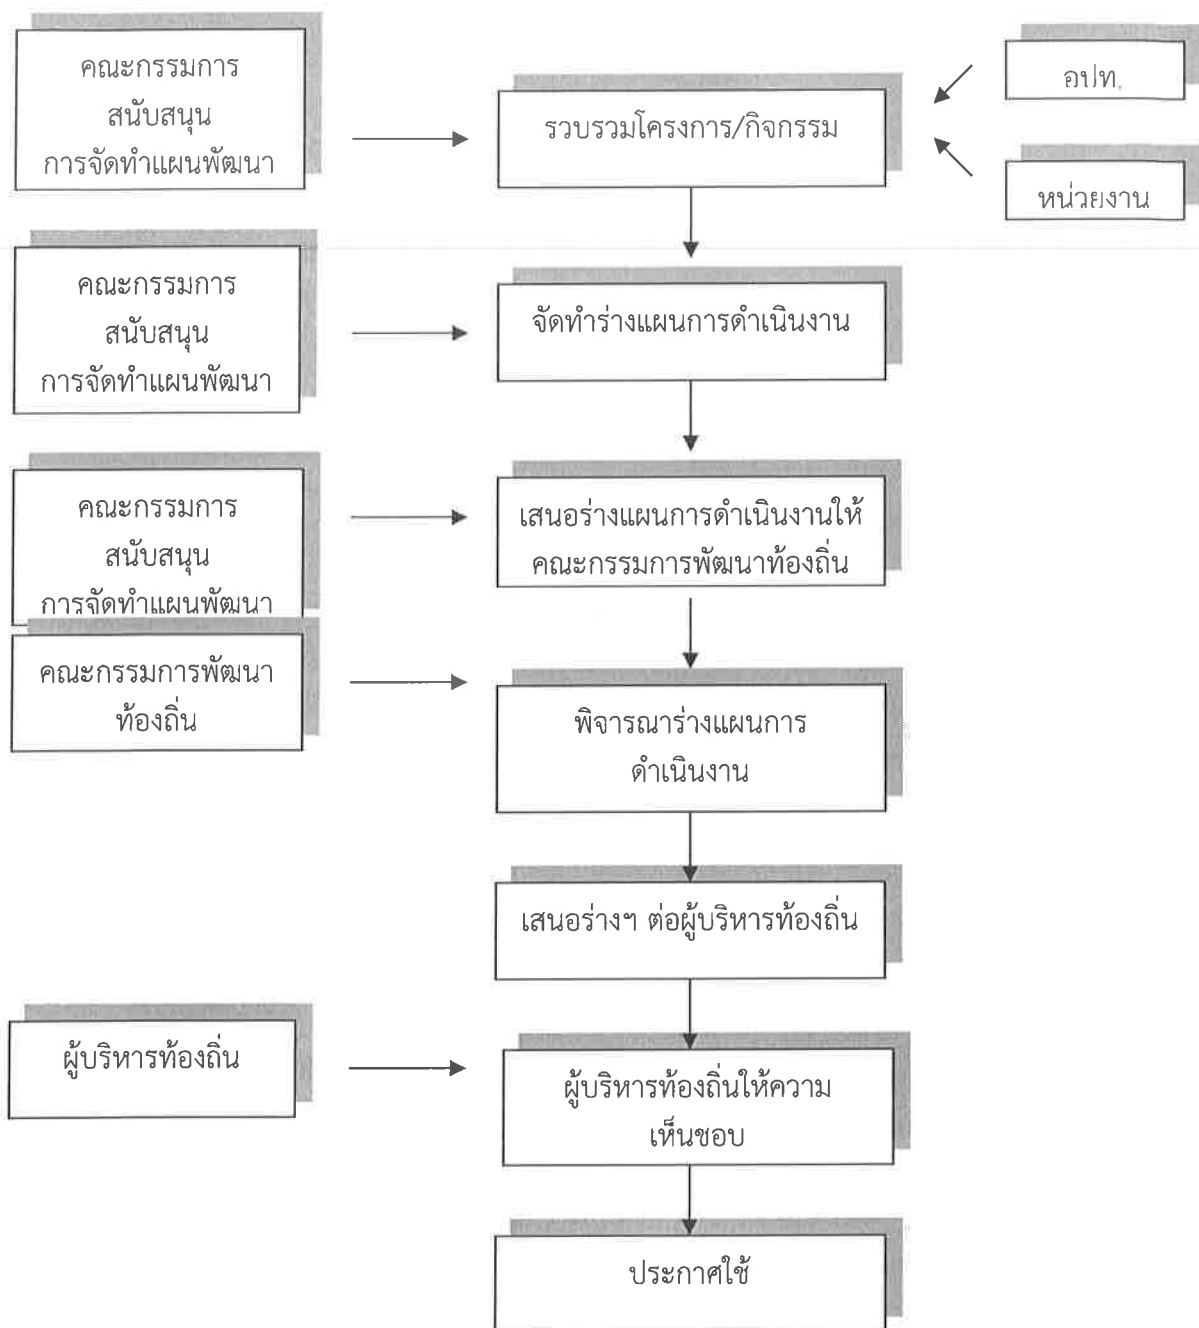 คณะกรรมการ
สนับสนุน
การจัดทำแผนพัฒนา
รวบรวมโครงการ/กิจกรรม
อปท.
หน่วยงาน
คณะกรรมการ
สนับสนุน
การจัดทำแผนพัฒนา
จัดทำร่างแผนการดำเนินงาน
คณะกรรมการ
สนับสนุน
การจัดทำแผนพัฒนา
เสนอร่างแผนการดำเนินงานให้
คณะกรรมการพัฒนาท้องถิ่น
คณะกรรมการพัฒนา
ท้องถิ่น
พิจารณาร่างแผนการ
ดำเนินงาน
เสนอร่างฯ ต่อผู้บริหารท้องถิ่น
ผู้บริหารท้องถิ่น
ผู้บริหารท้องถิ่นให้ความ
เห็นชอบ
ประกาศใช้